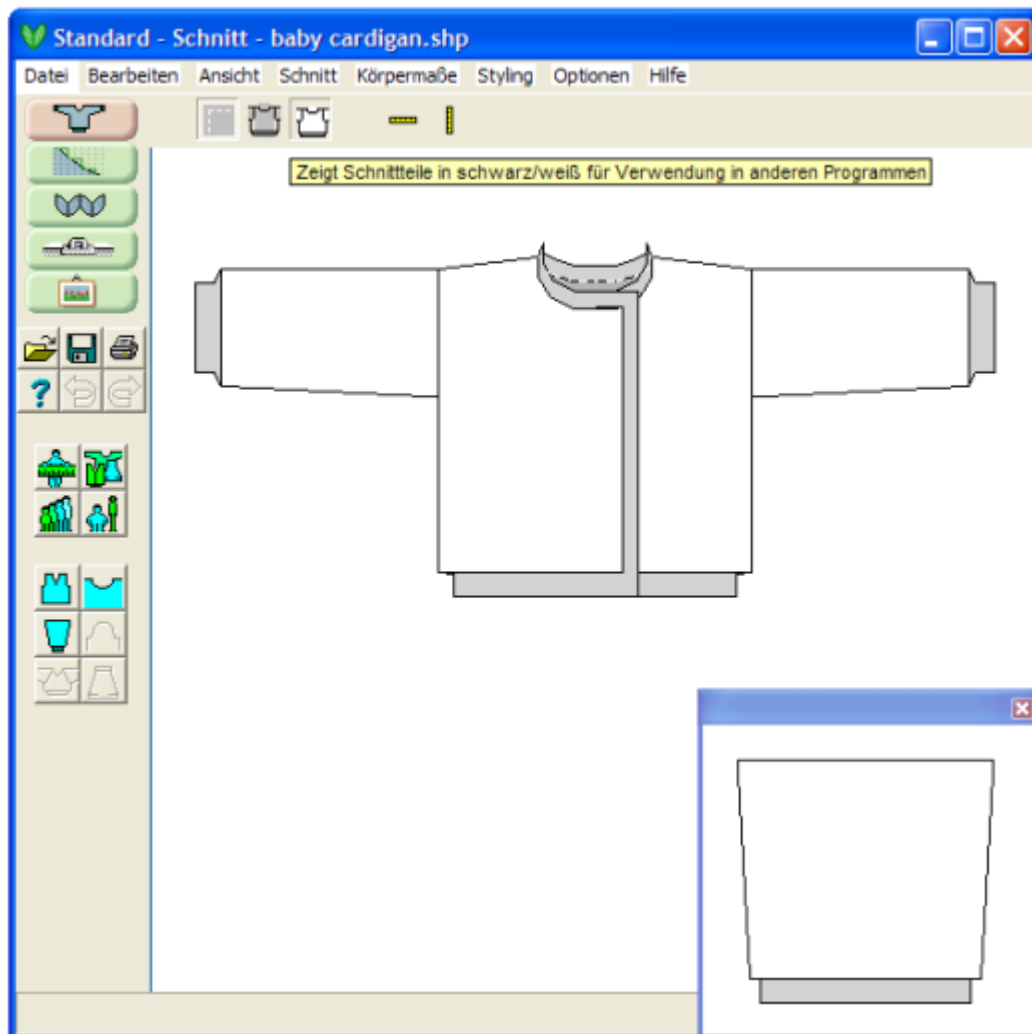 Standard - Schnitt - baby cardigan.shp
Datei Bearbeiten Ansicht Schnitt Körpermaße Styling Optionen Hilfe
Zeigt Schnittteile in schwarz/weiß für Verwendung in anderen Programmen